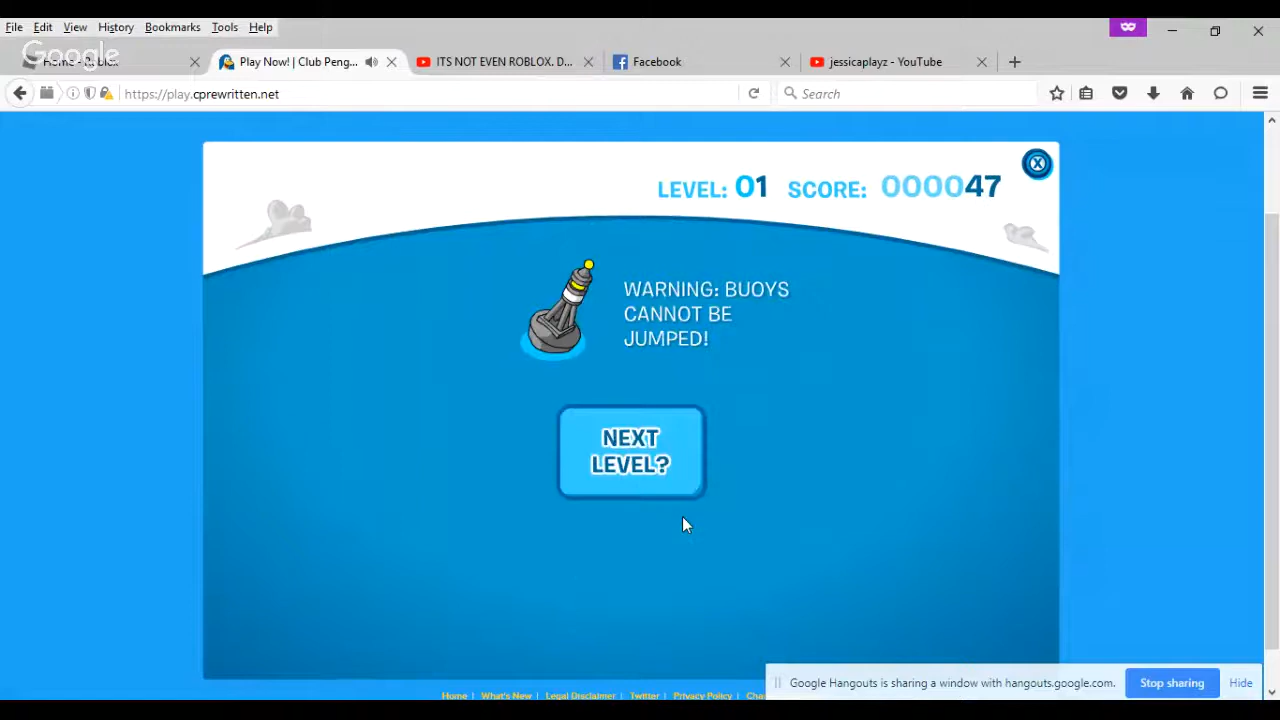 File Edit View History Bookmarks Tools Help
Google
Play Now! | Club Peng... ITS NOT EVEN ROBLOX. D... Facebook jessicaplayz - YouTube
https://play.cprewritten.net Search
LEVEL: 01 SCORE: 000047
X
WARNING: BUOYS
CANNOT BE
JUMPED!
NEXT
LEVEL?
Google Hangouts is sharing a window with hangouts.google.com. Stop sharing Hide
Home | What's New | Legal Disclaimer | Twitter | Privacy Policy |